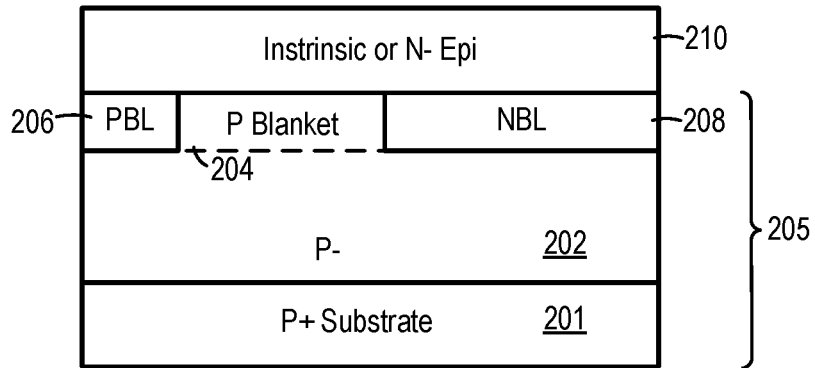 Instrinsic or N- Epi 210
206 PBL P Blanket NBL 208
204
205
P- 202
P+ Substrate 201